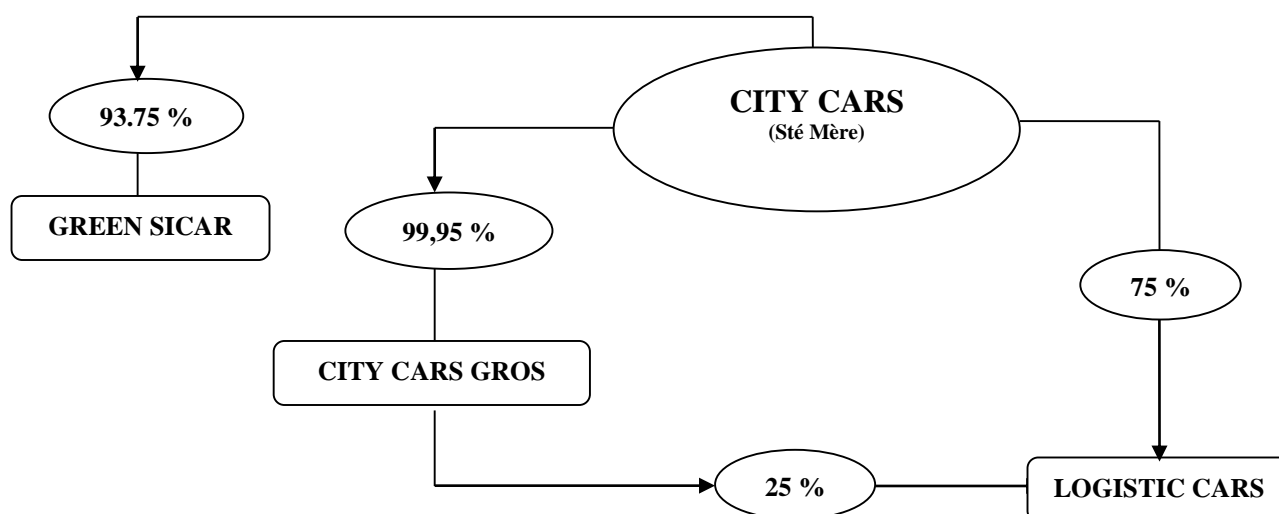 CITY CARS
(Sté Mère)
93.75 %
GREEN SICAR
99,95 %
75 %
CITY CARS GROS
25 %
LOGISTIC CARS